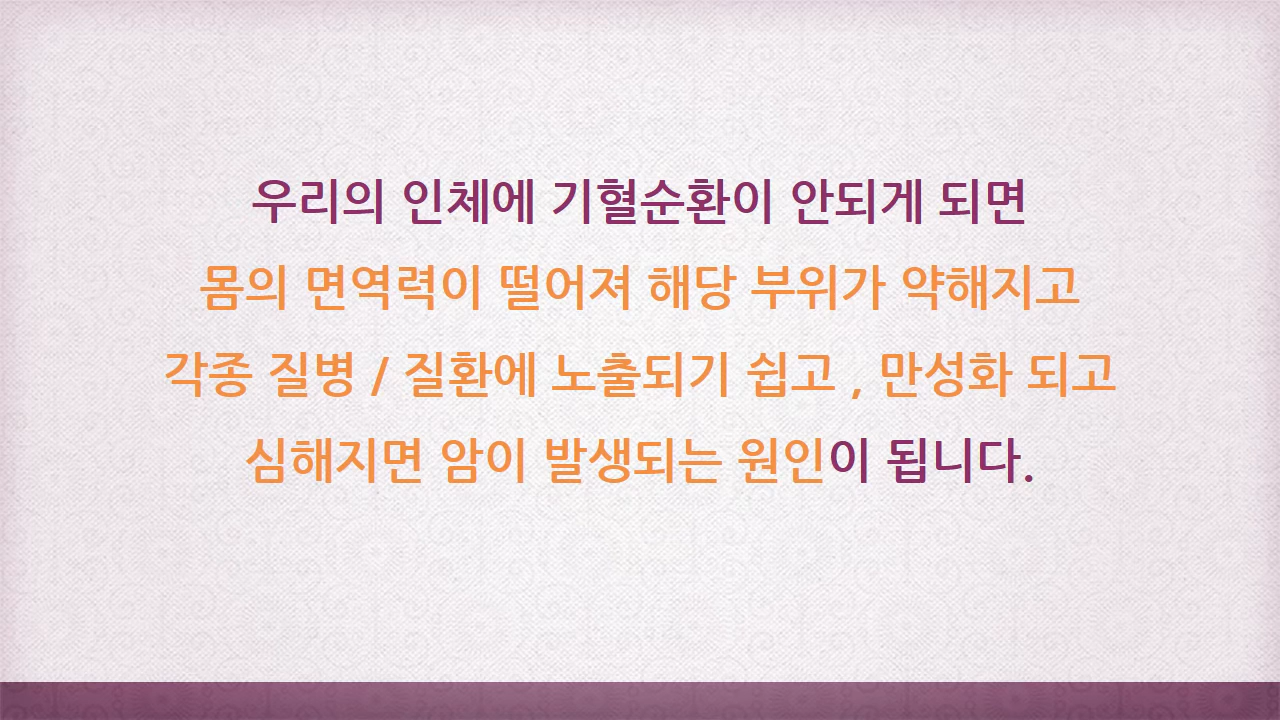 우리의 인체에 기혈순환이 안되게 되면
몸의 면역력이 떨어져 해당 부위가 약해지고
각종 질병 / 질환에 노출되기 쉽고 , 만성화 되고
심해지면 암이 발생되는 원인이 됩니다.